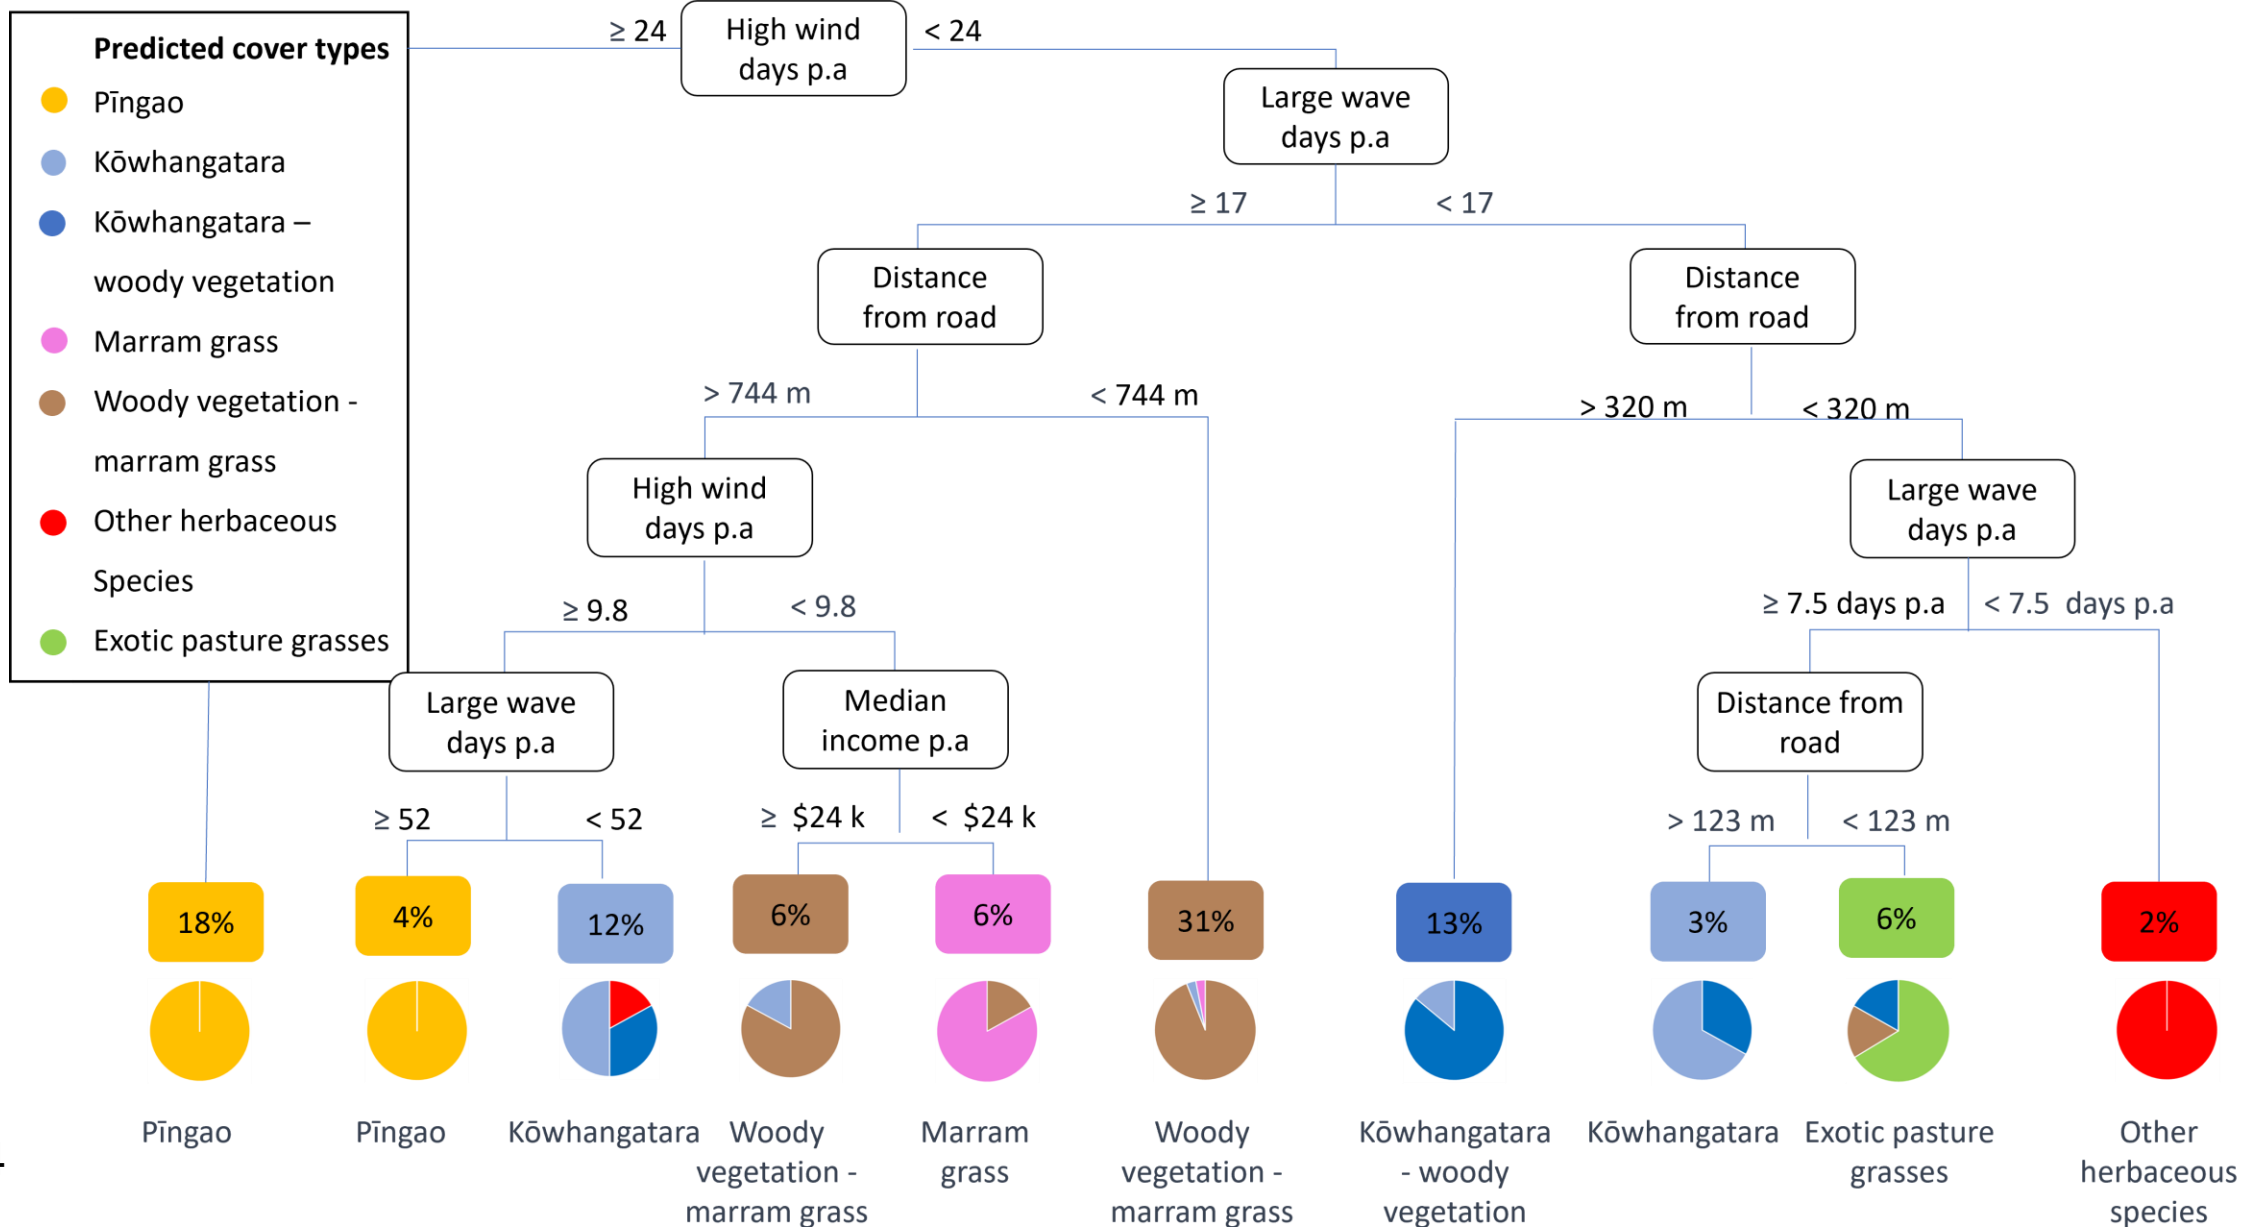 Predicted cover types
Pīngao
Kōwhangatara
Kōwhangatara –
woody vegetation
Marram grass
Woody vegetation -
marram grass
Other herbaceous
Species
Exotic pasture grasses
≥ 24
High wind
days p.a
< 24
Large wave
days p.a
≥ 17
< 17
Distance
from road
Distance
from road
> 744 m
< 744 m
> 320 m
< 320 m
High wind
days p.a
Large wave
days p.a
≥ 9.8
< 9.8
≥ 7.5 days p.a
< 7.5 days p.a
Large wave
days p.a
Median
income p.a
Distance from
road
≥ 52
< 52
≥ $24 k
< $24 k
> 123 m
< 123 m
18%
4%
12%
6%
6%
31%
13%
3%
6%
2%
Pīngao
Pīngao
Kōwhangatara
Woody
vegetation -
marram grass
Marram
grass
Woody
vegetation -
marram grass
Kōwhangatara
- woody
vegetation
Kōwhangatara
Exotic pasture
grasses
Other
herbaceous
species